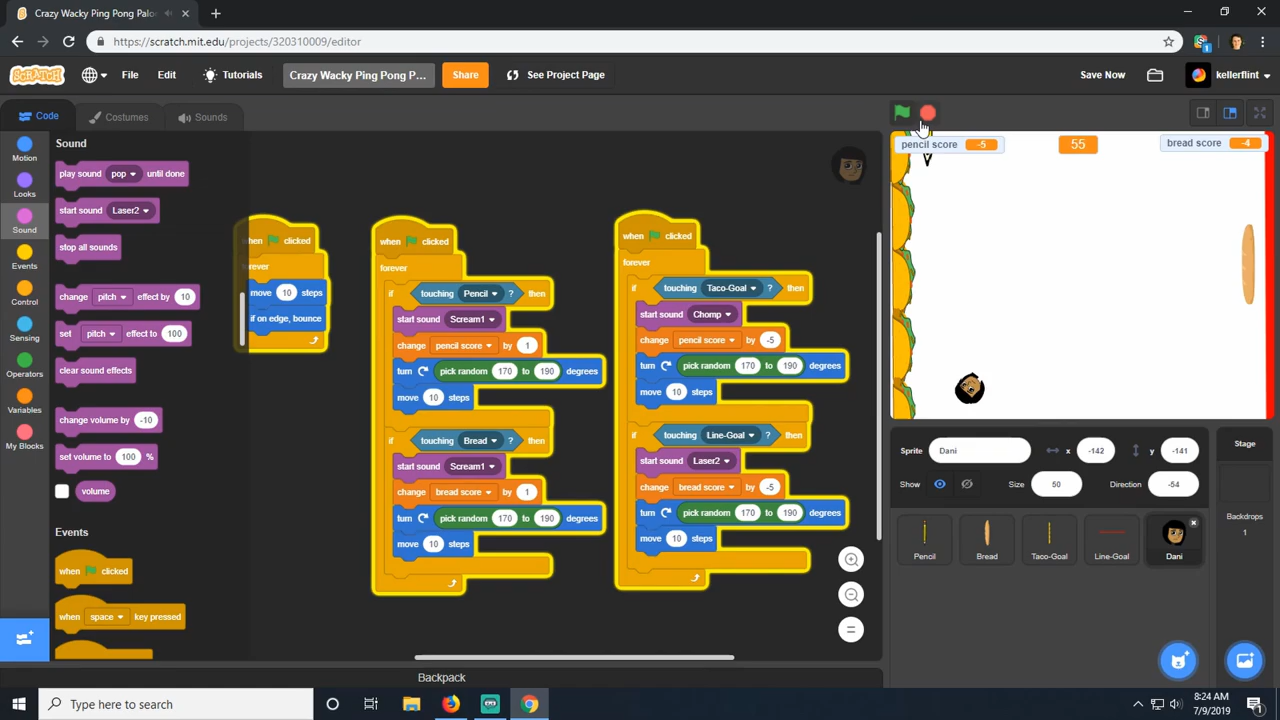 Crazy Wacky Ping Pong Palo
https://scratch.mit.edu/projects/320310009/editor
SCRATCH
File
Edit
Tutorials
Crazy Wacky Ping Pong P...
Share
See Project Page
Save Now
kellerflint
Code
Costumes
Sounds
Motion
Looks
Sound
Events
Control
Sensing
Operators
Variables
My Blocks
Sound
play sound pop until done
start sound Laser2
stop all sounds
change pitch effect by 10
set pitch effect to 100
clear sound effects
change volume by -10
set volume to 100 %
volume
Events
when clicked
when space key pressed
when clicked
forever
move 10 steps
if on edge, bounce
when clicked
forever
if touching Pencil ? then
start sound Scream1
change pencil score by 1
turn pick random 170 to 190 degrees
move 10 steps
if touching Bread ? then
start sound Scream1
change bread score by 1
turn pick random 170 to 190 degrees
move 10 steps
when clicked
forever
if touching Taco-Goal ? then
start sound Chomp
change pencil score by -5
turn pick random 170 to 190 degrees
move 10 steps
if touching Line-Goal ? then
start sound Laser2
change bread score by -5
turn pick random 170 to 190 degrees
move 10 steps
pencil score -5
55
bread score -4
Sprite Dani x -142 y -141
Show Size 50 Direction -54
Pencil
Bread
Taco-Goal
Line-Goal
Dani
Stage
Backdrops
1
Backpack
Type here to search
8:24 AM
7/9/2019